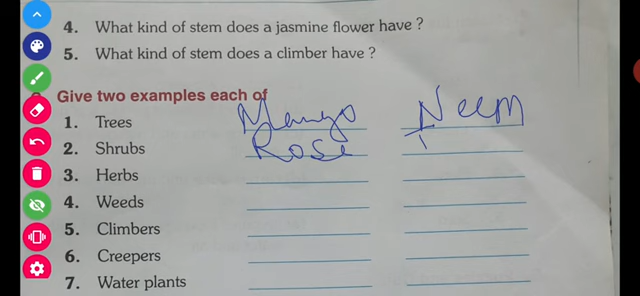 4. What kind of stem does a jasmine flower have ?
5. What kind of stem does a climber have ?
Give two examples each of
1. Trees Mango Neem
2. Shrubs Rose
3. Herbs
4. Weeds
5. Climbers
6. Creepers
7. Water plants